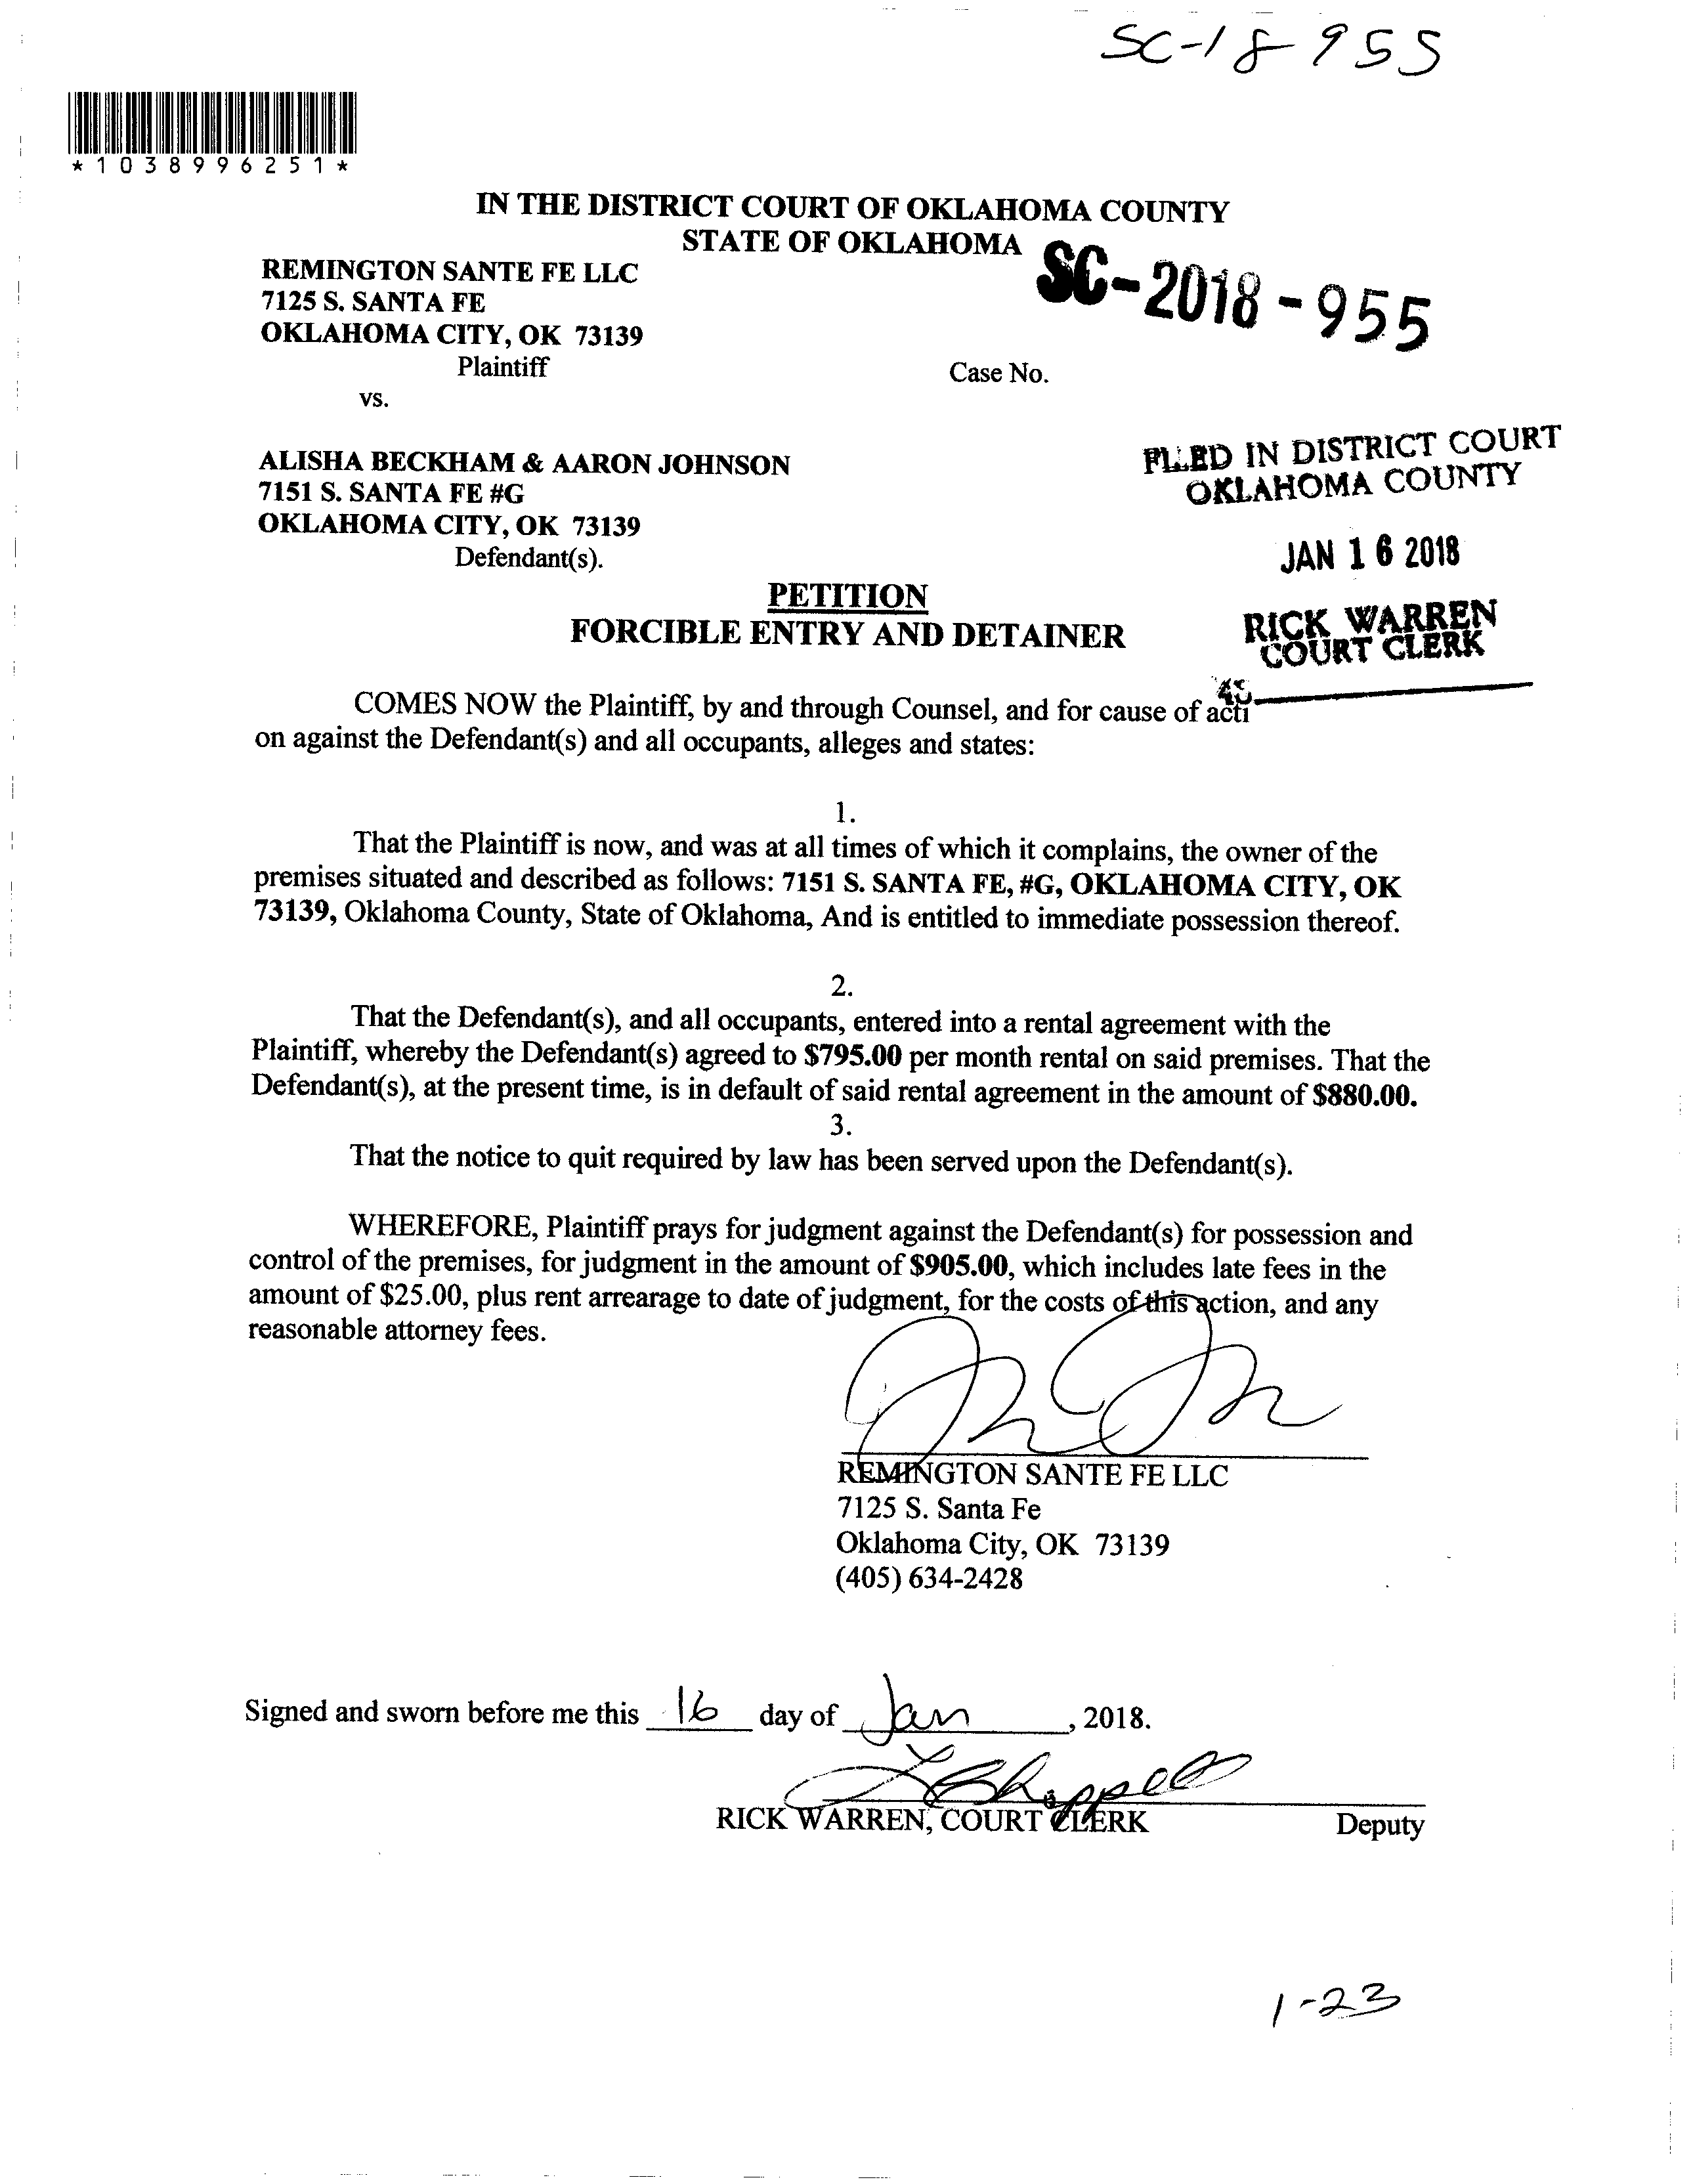 SC-18-955
*1038996251*
IN THE DISTRICT COURT OF OKLAHOMA COUNTY
STATE OF OKLAHOMA
SC-2018-955
REMINGTON SANTE FE LLC
7125 S. SANTA FE
OKLAHOMA CITY, OK 73139
Plaintiff
Case No.
vs.
ALISHA BECKHAM & AARON JOHNSON
7151 S. SANTA FE #G
OKLAHOMA CITY, OK 73139
Defendant(s).
FILED IN DISTRICT COURT
OKLAHOMA COUNTY
JAN 16 2018
RICK WARREN
COURT CLERK
PETITION
FORCIBLE ENTRY AND DETAINER
COMES NOW the Plaintiff, by and through Counsel, and for cause of acti
on against the Defendant(s) and all occupants, alleges and states:
1.
That the Plaintiff is now, and was at all times of which it complains, the owner of the
premises situated and described as follows: 7151 S. SANTA FE, #G, OKLAHOMA CITY, OK
73139, Oklahoma County, State of Oklahoma, And is entitled to immediate possession thereof.
2.
That the Defendant(s), and all occupants, entered into a rental agreement with the
Plaintiff, whereby the Defendant(s) agreed to $795.00 per month rental on said premises. That the
Defendant(s), at the present time, is in default of said rental agreement in the amount of $880.00.
3.
That the notice to quit required by law has been served upon the Defendant(s).
WHEREFORE, Plaintiff prays for judgment against the Defendant(s) for possession and
control of the premises, for judgment in the amount of $905.00, which includes late fees in the
amount of $25.00, plus rent arrearage to date of judgment, for the costs of this action, and any
reasonable attorney fees.
REMINGTON SANTE FE LLC
7125 S. Santa Fe
Oklahoma City, OK 73139
(405) 634-2428
Signed and sworn before me this 16 day of Jan, 2018.
RICK WARREN, COURT CLERK Deputy
1-23